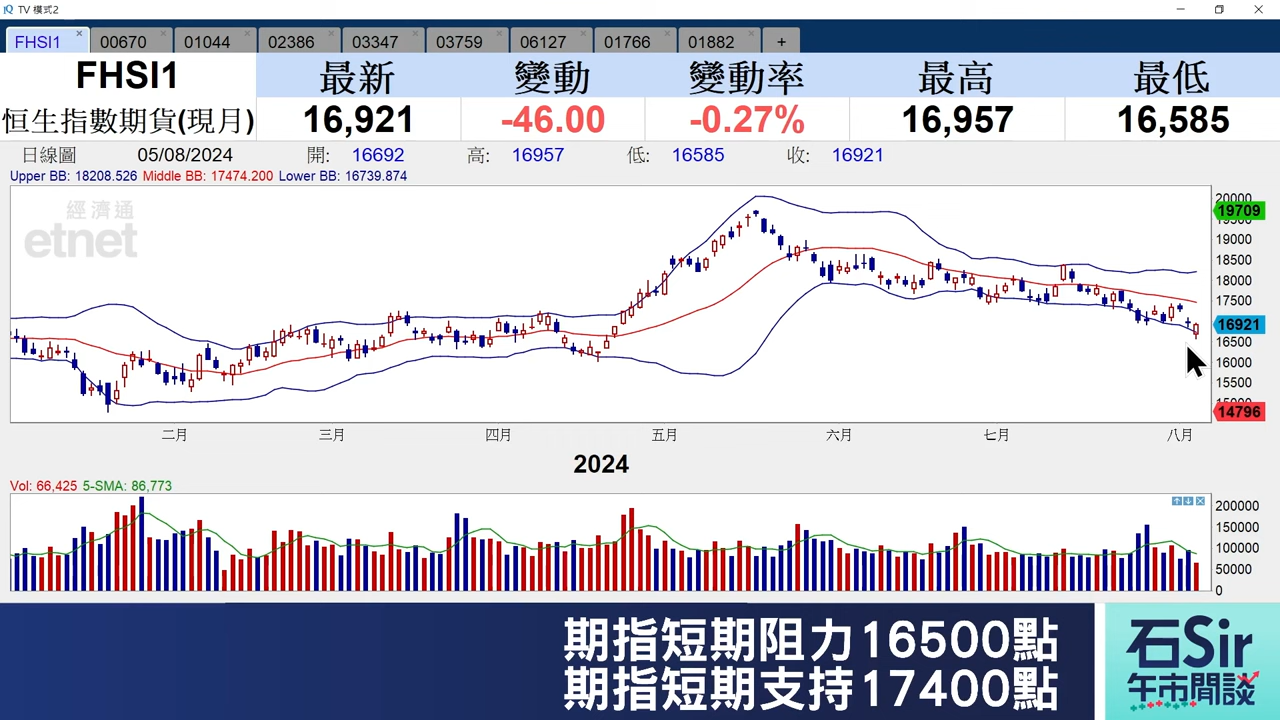 TV 模式2
FHSI1 00670 01044 02386 03347 03759 06127 01766 01882 +
FHSI1 最新 變動 變動率 最高 最低
恒生指數期貨(現月) 16,921 -46.00 -0.27% 16,957 16,585
日線圖 05/08/2024 開: 16692 高: 16957 低: 16585 收: 16921
Upper BB: 18208.526 Middle BB: 17474.200 Lower BB: 16739.874
經濟通
etnet
20000
19709
19000
18500
18000
17500
16921
16500
16000
15500
14796
二月 三月 四月 五月 六月 七月 八月
2024
Vol: 66,425 5-SMA: 86,773
200000
150000
100000
50000
0
期指短期阻力16500點
期指短期支持17400點
石Sir
午市開談